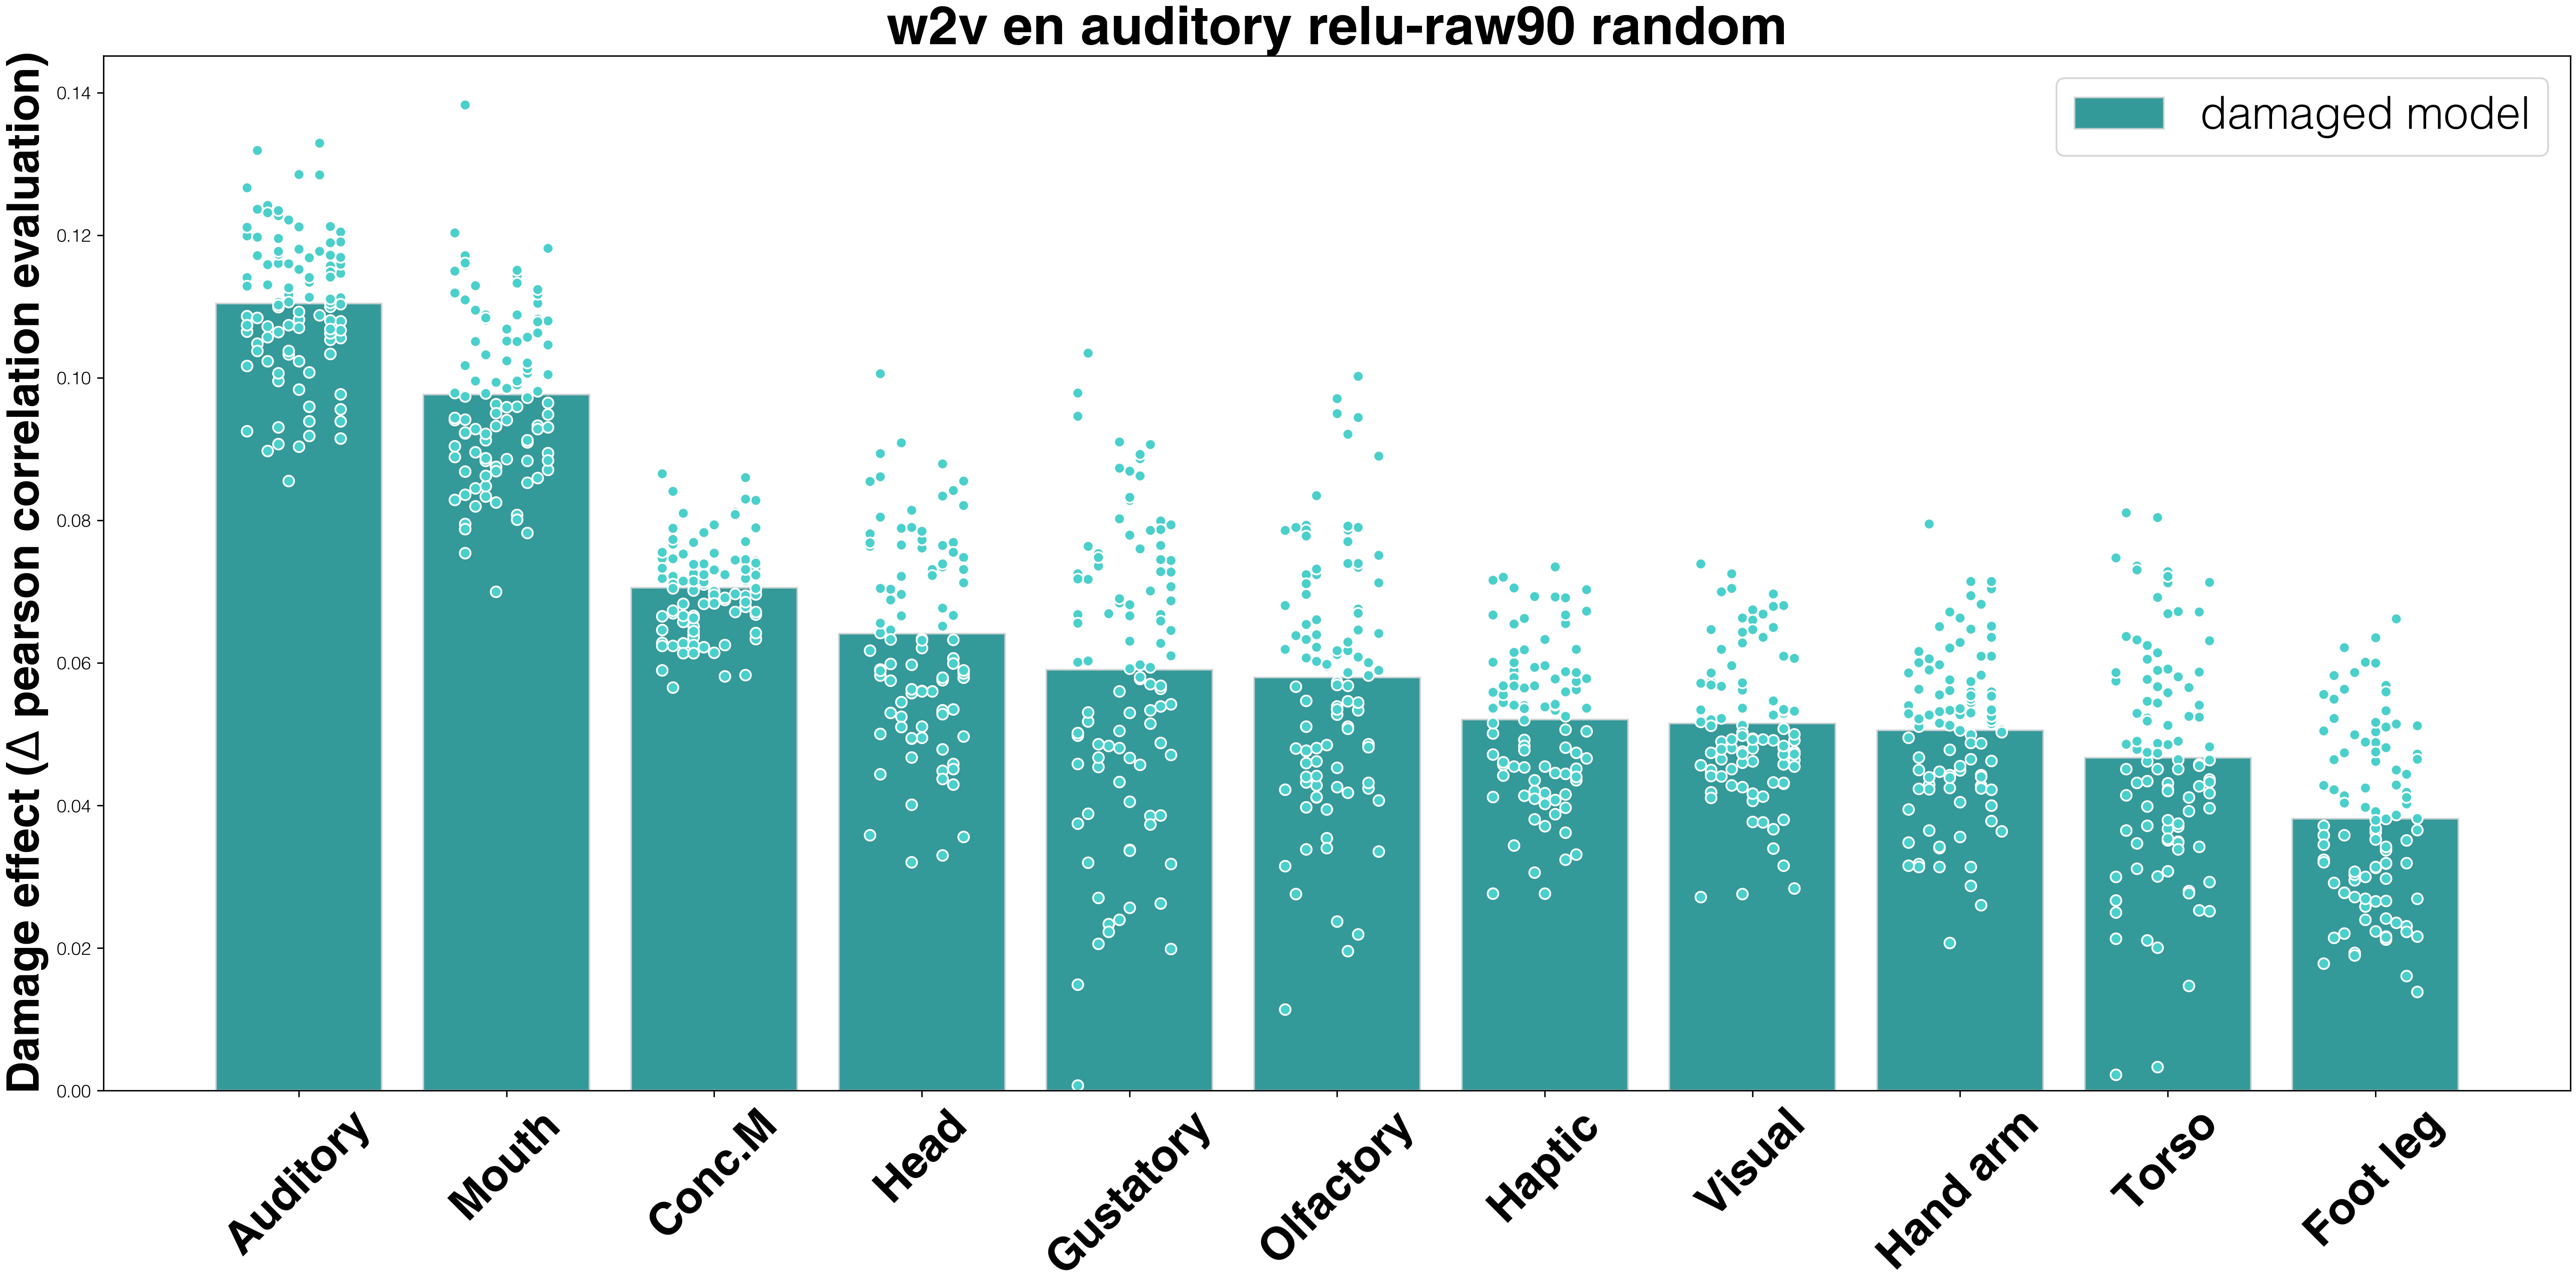 w2v en auditory relu-raw90 random
Damage effect (Δ pearson correlation evaluation)
damaged model
0.14
0.12
0.10
0.08
0.06
0.04
0.02
0.00
Auditory
Mouth
Conc.M
Head
Gustatory
Olfactory
Haptic
Visual
Hand arm
Torso
Foot leg